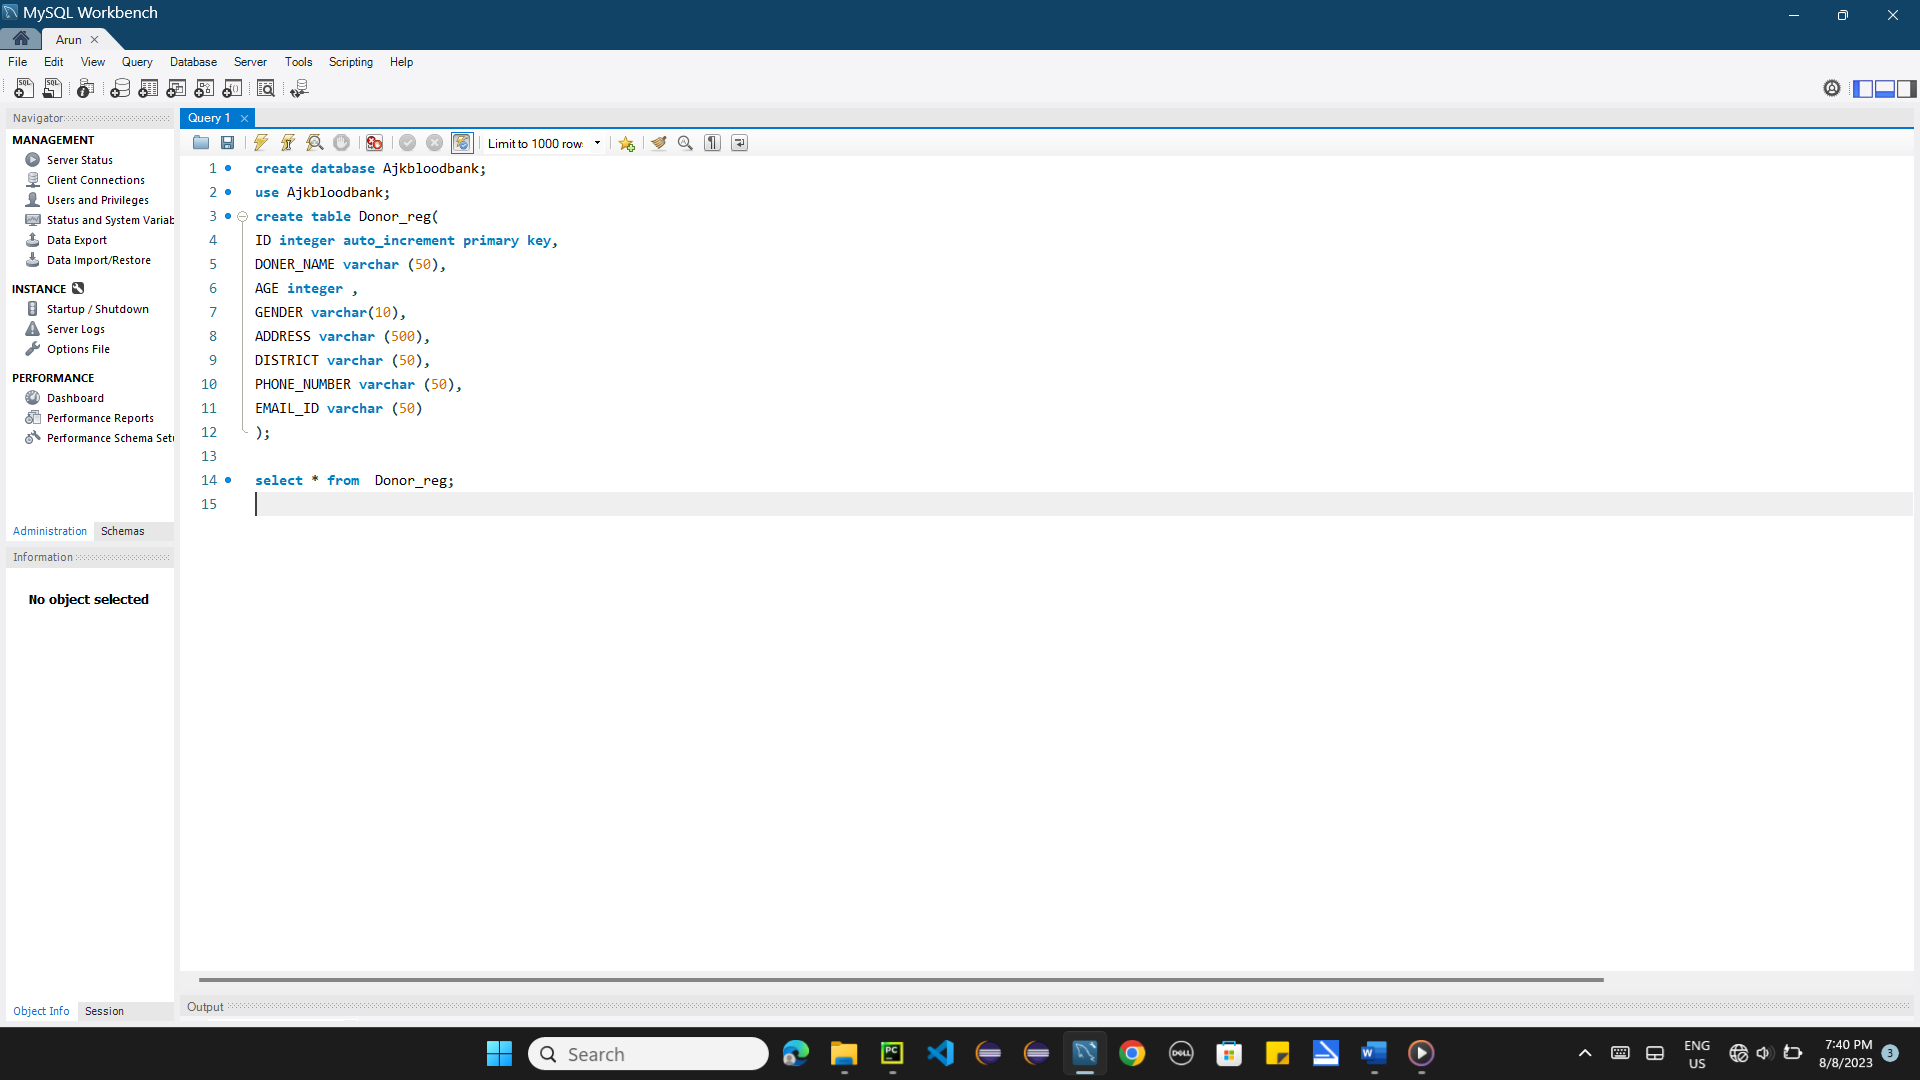 MySQL Workbench
Arun
File Edit View Query Database Server Tools Scripting Help
Navigator
MANAGEMENT
Server Status
Client Connections
Users and Privileges
Status and System Variab
Data Export
Data Import/Restore
INSTANCE
Startup / Shutdown
Server Logs
Options File
PERFORMANCE
Dashboard
Performance Reports
Performance Schema Setu
Administration Schemas
Information
No object selected
Object Info Session
Query 1
Limit to 1000 rows
1 create database Ajkbloodbank;
2 use Ajkbloodbank;
3 create table Donor_reg(
4 ID integer auto_increment primary key,
5 DONER_NAME varchar (50),
6 AGE integer ,
7 GENDER varchar(10),
8 ADDRESS varchar (500),
9 DISTRICT varchar (50),
10 PHONE_NUMBER varchar (50),
11 EMAIL_ID varchar (50)
12 );
13
14 select * from  Donor_reg;
15
Output
Search
PC
DELL
ENG
US
7:40 PM
8/8/2023
3